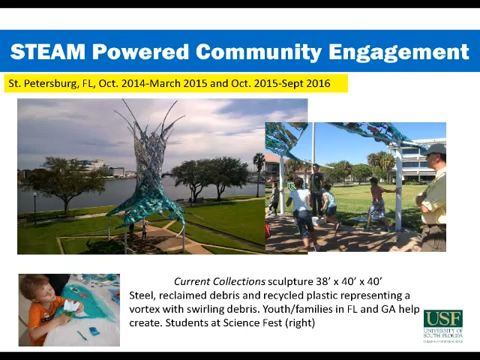 STEAM Powered Community Engagement
St. Petersburg, FL, Oct. 2014-March 2015 and Oct. 2015-Sept 2016
Current Collections sculpture 38’ x 40’ x 40’
Steel, reclaimed debris and recycled plastic representing a
vortex with swirling debris. Youth/families in FL and GA help
create. Students at Science Fest (right)
USF
UNIVERSITY OF
SOUTH FLORIDA